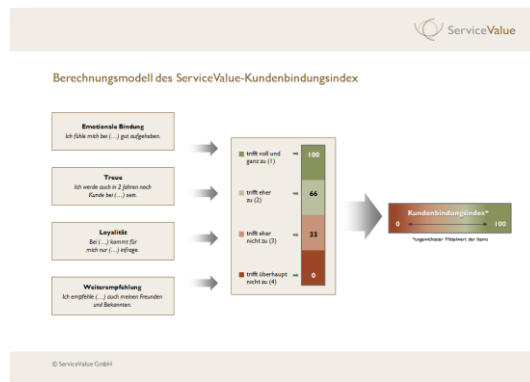 ServiceValue
Berechnungsmodell des ServiceValue-Kundenbindungsindex
Emotionale Bindung
Ich fühle mich bei (…) gut aufgehoben.
Treue
Ich werde auch in 2 Jahren noch
Kunde bei (…) sein.
Loyalität
Bei (…) kommt für
mich nur (…) infrage.
Weiterempfehlung
Ich empfehle (…) auch meinen Freunden
und Bekannten.
trifft voll und
ganz zu (1)
100
trifft eher
zu (2)
66
trifft eher
nicht zu (3)
33
trifft überhaupt
nicht zu (4)
0
Kundenbindungsindex*
0 100
*ungewichteter Mittelwert der Items
© ServiceValue GmbH